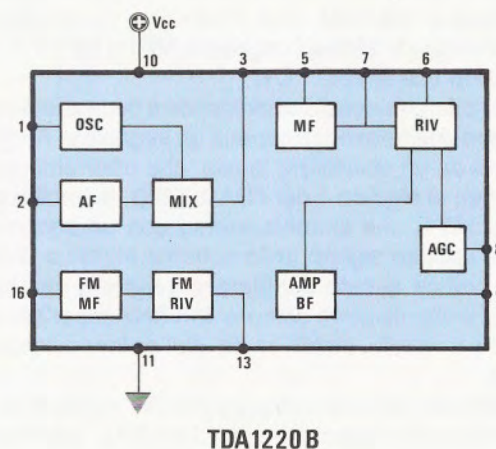 Vcc
10 3 5 7 6
1 OSC MF RIV
2 AF MIX
AGC 8
16 FM MF FM RIV AMP BF
11 13
TDA1220B